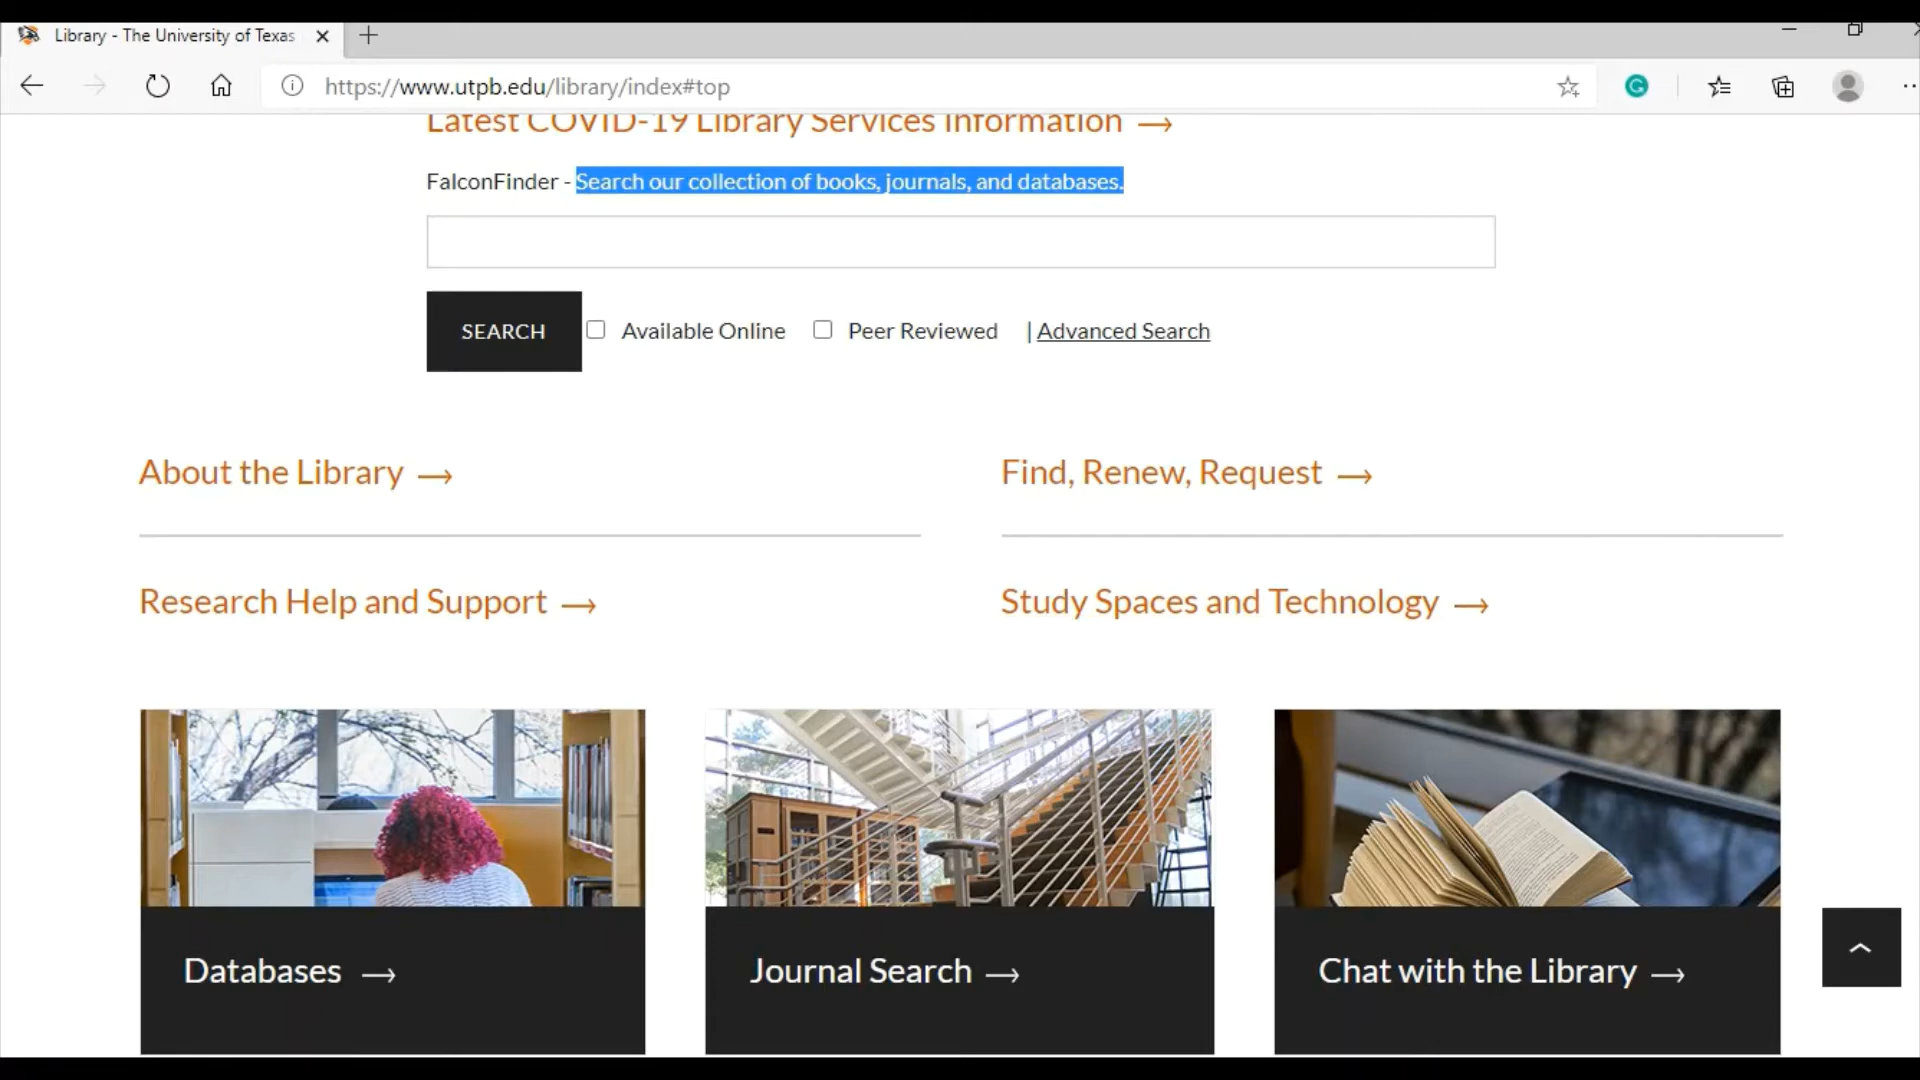 Library - The University of Texas
https://www.utpb.edu/library/index#top
Latest COVID-19 Library Services Information →
FalconFinder - Search our collection of books, journals, and databases.
SEARCH Available Online Peer Reviewed | Advanced Search
About the Library →
Find, Renew, Request →
Research Help and Support →
Study Spaces and Technology →
Databases →
Journal Search →
Chat with the Library →